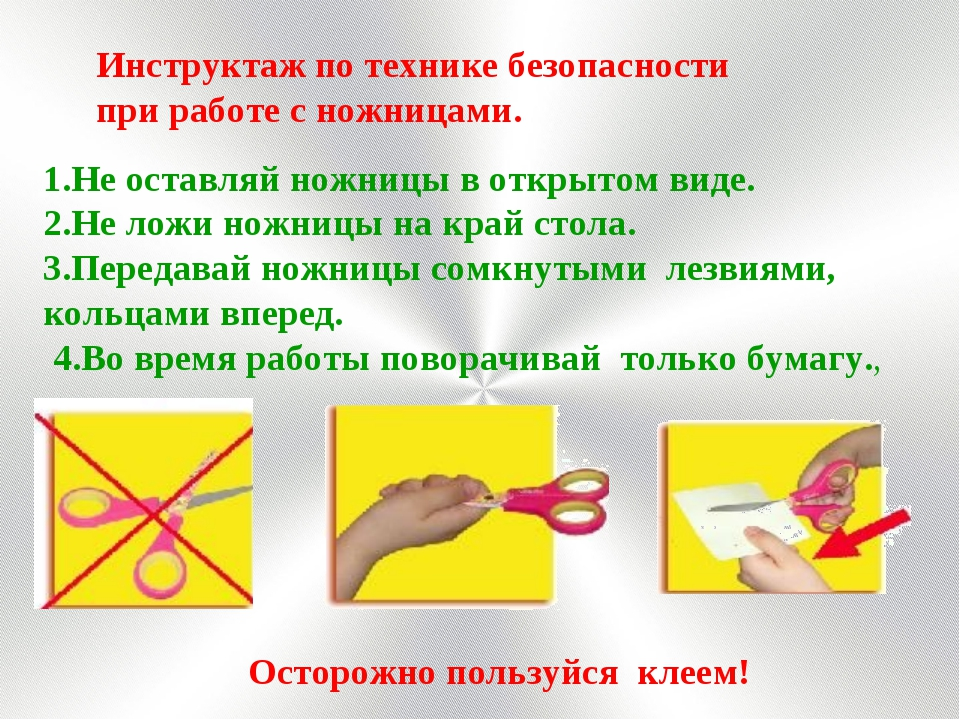 Инструктаж по технике безопасности
при работе с ножницами.
1.Не оставляй ножницы в открытом виде.
2.Не ложи ножницы на край стола.
3.Передавай ножницы сомкнутыми  лезвиями,
кольцами вперед.
4.Во время работы поворачивай  только бумагу.,
Осторожно пользуйся  клеем!